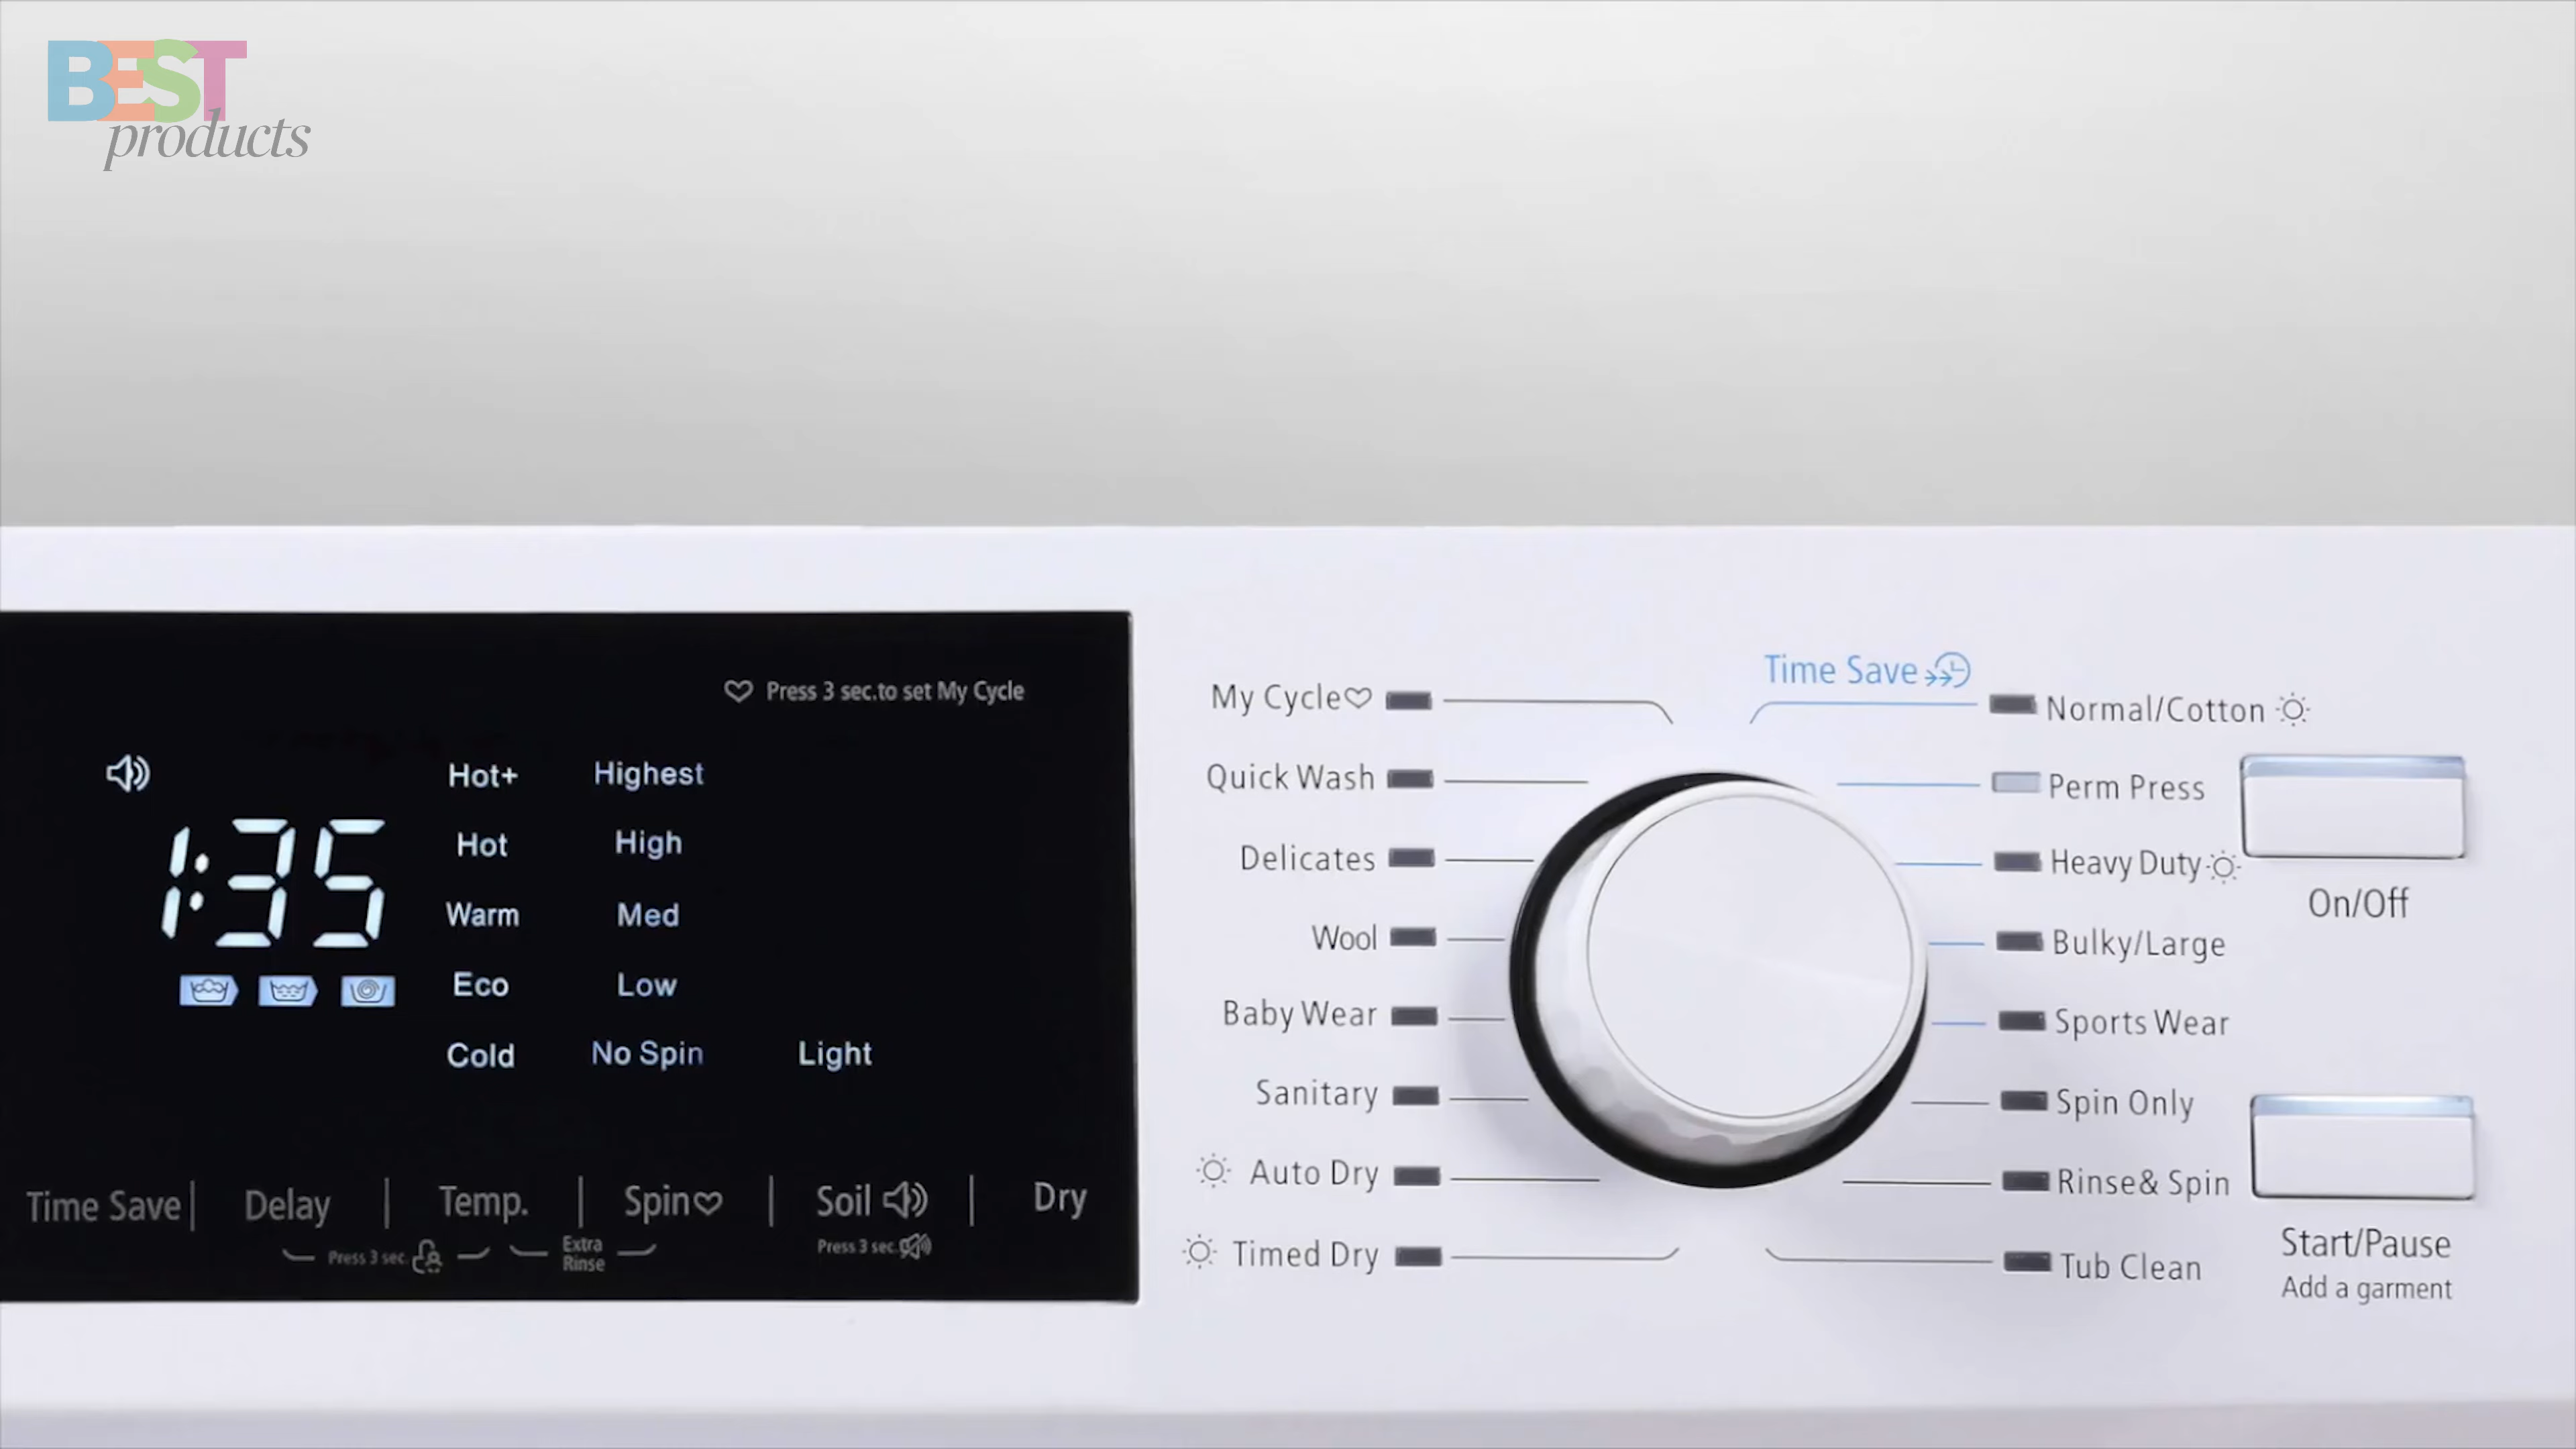 BEST
products
Press 3 sec.to set My Cycle
1:35
Hot+
Hot
Warm
Eco
Cold
Highest
High
Med
Low
No Spin
Light
Time Save
Delay
Temp.
Spin
Soil
Dry
Press 3 sec.
Extra
Rinse
Press 3 sec.
My Cycle
Quick Wash
Delicates
Wool
Baby Wear
Sanitary
Auto Dry
Timed Dry
Time Save
Normal/Cotton
Perm Press
Heavy Duty
Bulky/Large
Sports Wear
Spin Only
Rinse& Spin
Tub Clean
On/Off
Start/Pause
Add a garment